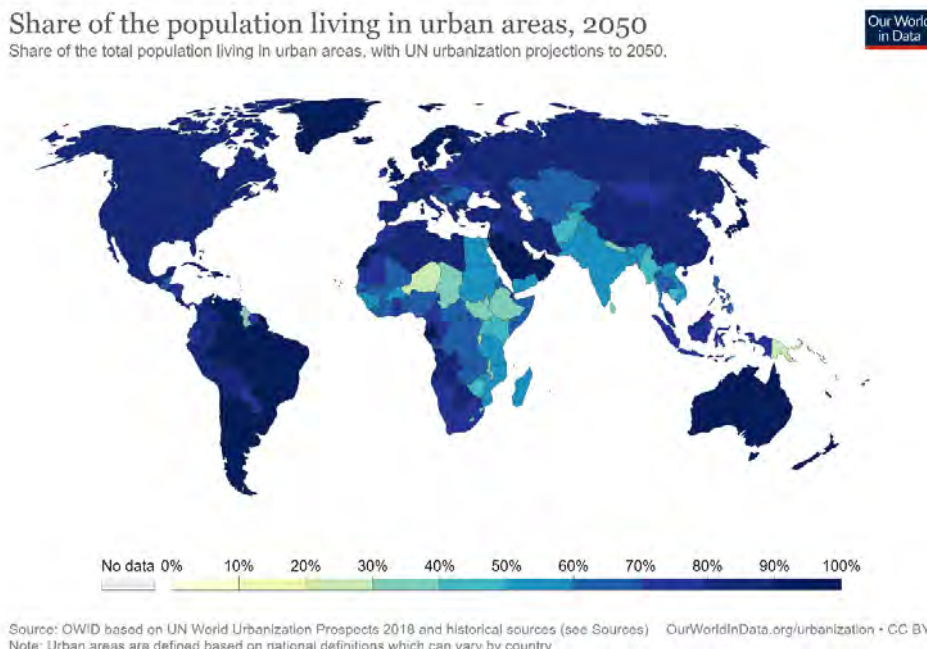 Share of the population living in urban areas, 2050
Share of the total population living in urban areas, with UN urbanization projections to 2050.
Our World
in Data
No data 0% 10% 20% 30% 40% 50% 60% 70% 80% 90% 100%
Source: OWID based on UN World Urbanization Prospects 2018 and historical sources (see Sources) OurWorldInData.org/urbanization • CC BY
Note: Urban areas are defined based on national definitions which can vary by country